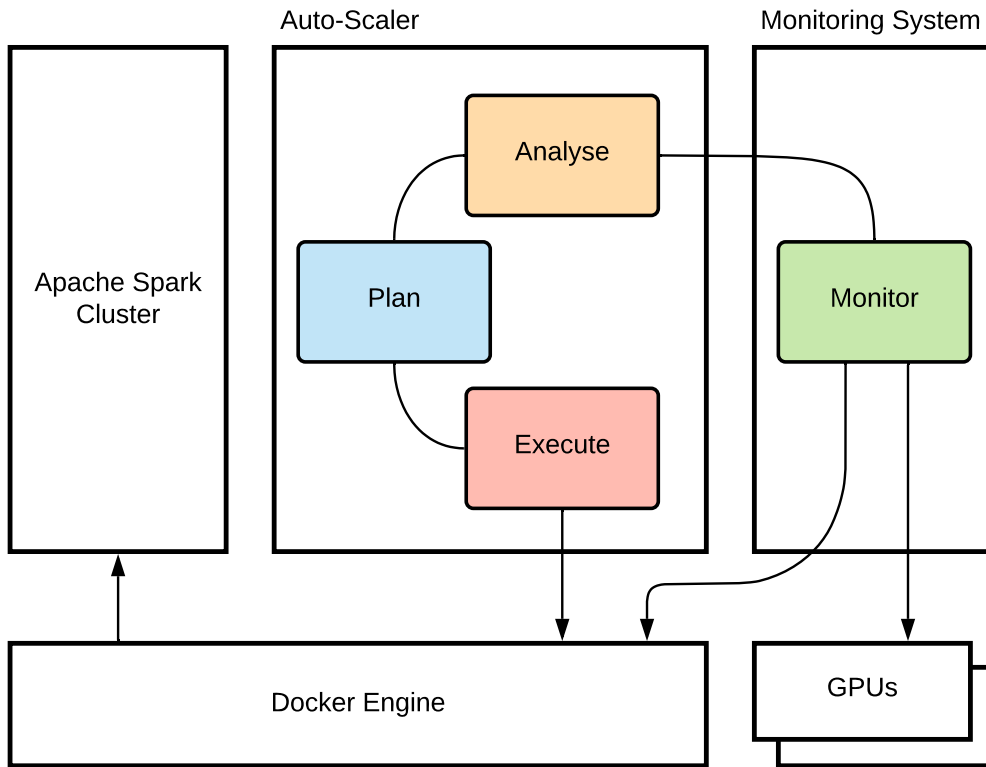 Auto-Scaler
Monitoring System
Analyse
Apache Spark
Cluster
Plan
Monitor
Execute
Docker Engine
GPUs